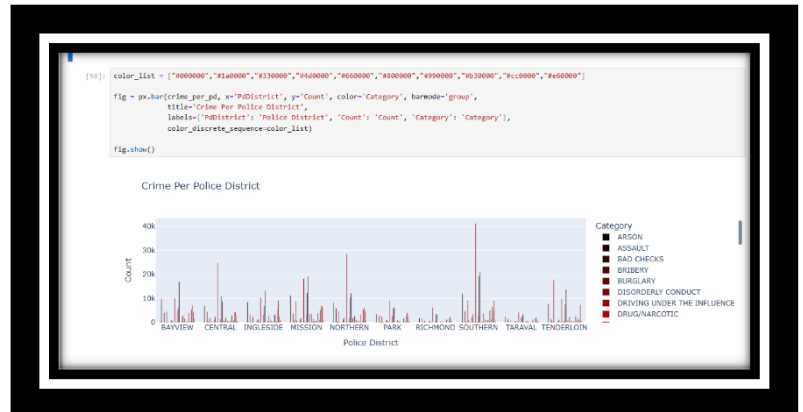 [58]: color_list = ["#000000","#1a0000","#330000","#4d0000","#660000","#800000","#990000","#b30000","#cc0000","#e60000"]
fig = px.bar(crime_per_pd, x='PdDistrict', y='Count', color='Category', barmode='group',
title='Crime Per Police District',
labels={'PdDistrict': 'Police District', 'Count': 'Count', 'Category': 'Category'},
color_discrete_sequence=color_list)
fig.show()
Crime Per Police District
40k
30k
20k
10k
0
Count
BAYVIEW CENTRAL INGLESIDE MISSION NORTHERN PARK RICHMOND SOUTHERN TARAVAL TENDERLOIN
Police District
Category
ARSON
ASSAULT
BAD CHECKS
BRIBERY
BURGLARY
DISORDERLY CONDUCT
DRIVING UNDER THE INFLUENCE
DRUG/NARCOTIC